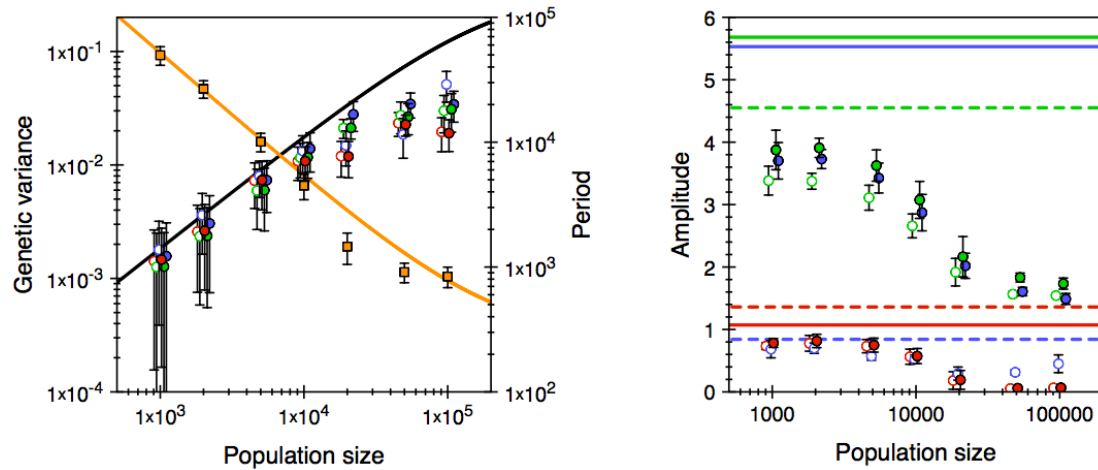 Genetic variance
1x10^-1
1x10^-2
1x10^-3
1x10^-4
1x10^3
1x10^4
1x10^5
Population size
1x10^5
1x10^4
1x10^3
1x10^2
Period
Amplitude
6
5
4
3
2
1
0
1000
10000
100000
Population size